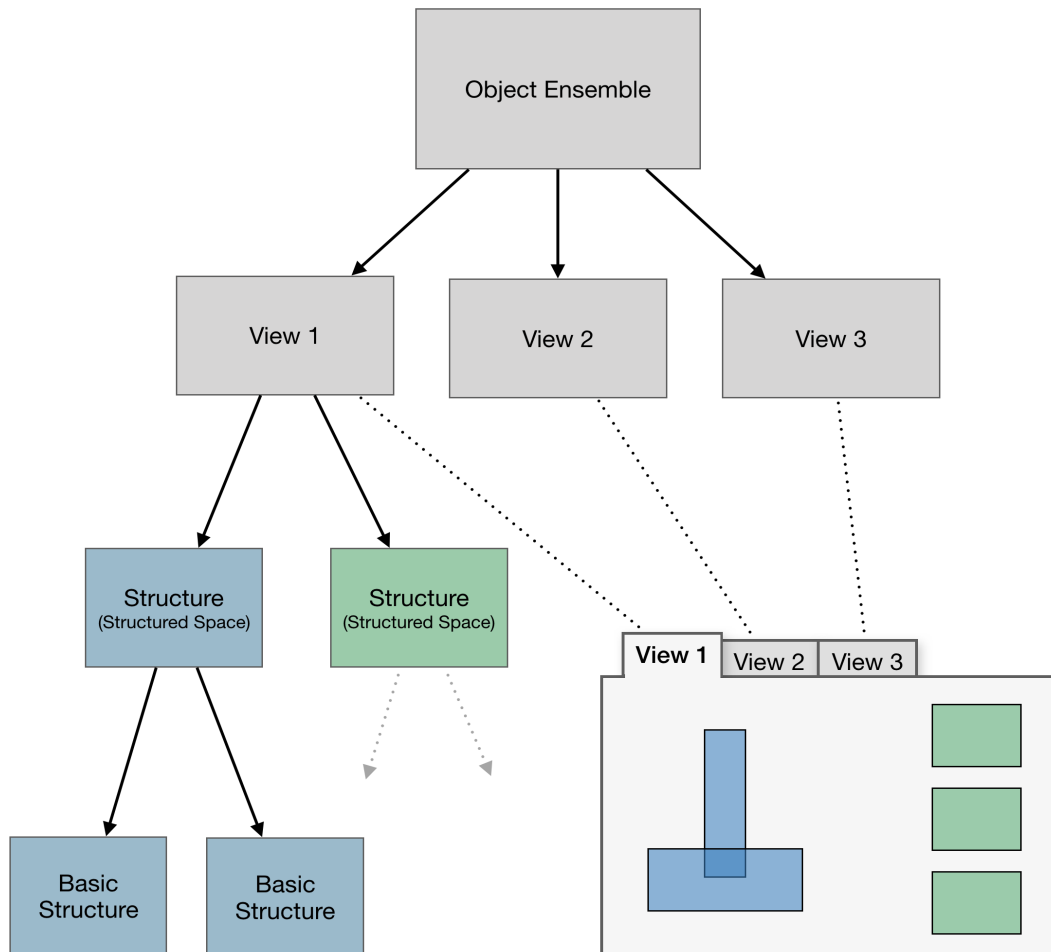 Object Ensemble
View 1
View 2
View 3
Structure
(Structured Space)
Structure
(Structured Space)
View 1
View 2
View 3
Basic
Structure
Basic
Structure